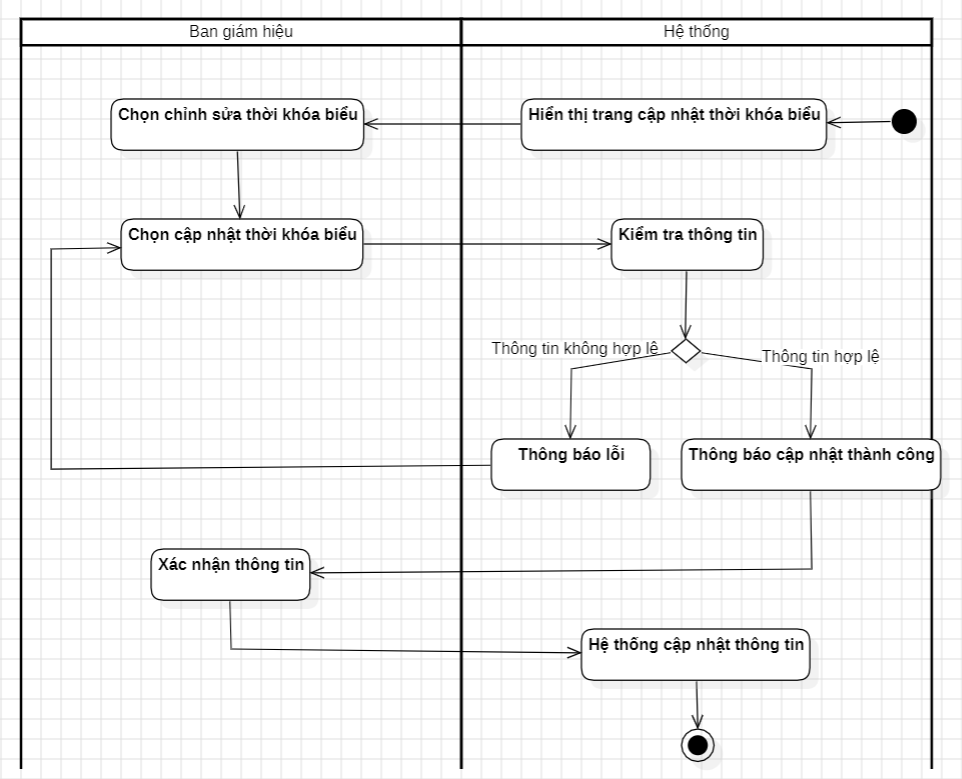 Ban giám hiệu
Hệ thống
Chọn chỉnh sửa thời khóa biểu
Hiển thị trang cập nhật thời khóa biểu
Chọn cập nhật thời khóa biểu
Kiểm tra thông tin
Thông tin không hợp lệ
Thông tin hợp lệ
Thông báo lỗi
Thông báo cập nhật thành công
Xác nhận thông tin
Hệ thống cập nhật thông tin